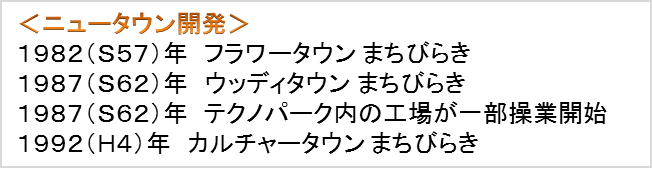 ＜ニュータウン開発＞
１９８２（Ｓ５７）年　フラワータウン まちびらき
１９８７（Ｓ６２）年　ウッディタウン まちびらき
１９８７（Ｓ６２）年　テクノパーク内の工場が一部操業開始
１９９２（Ｈ４）年　カルチャータウン まちびらき